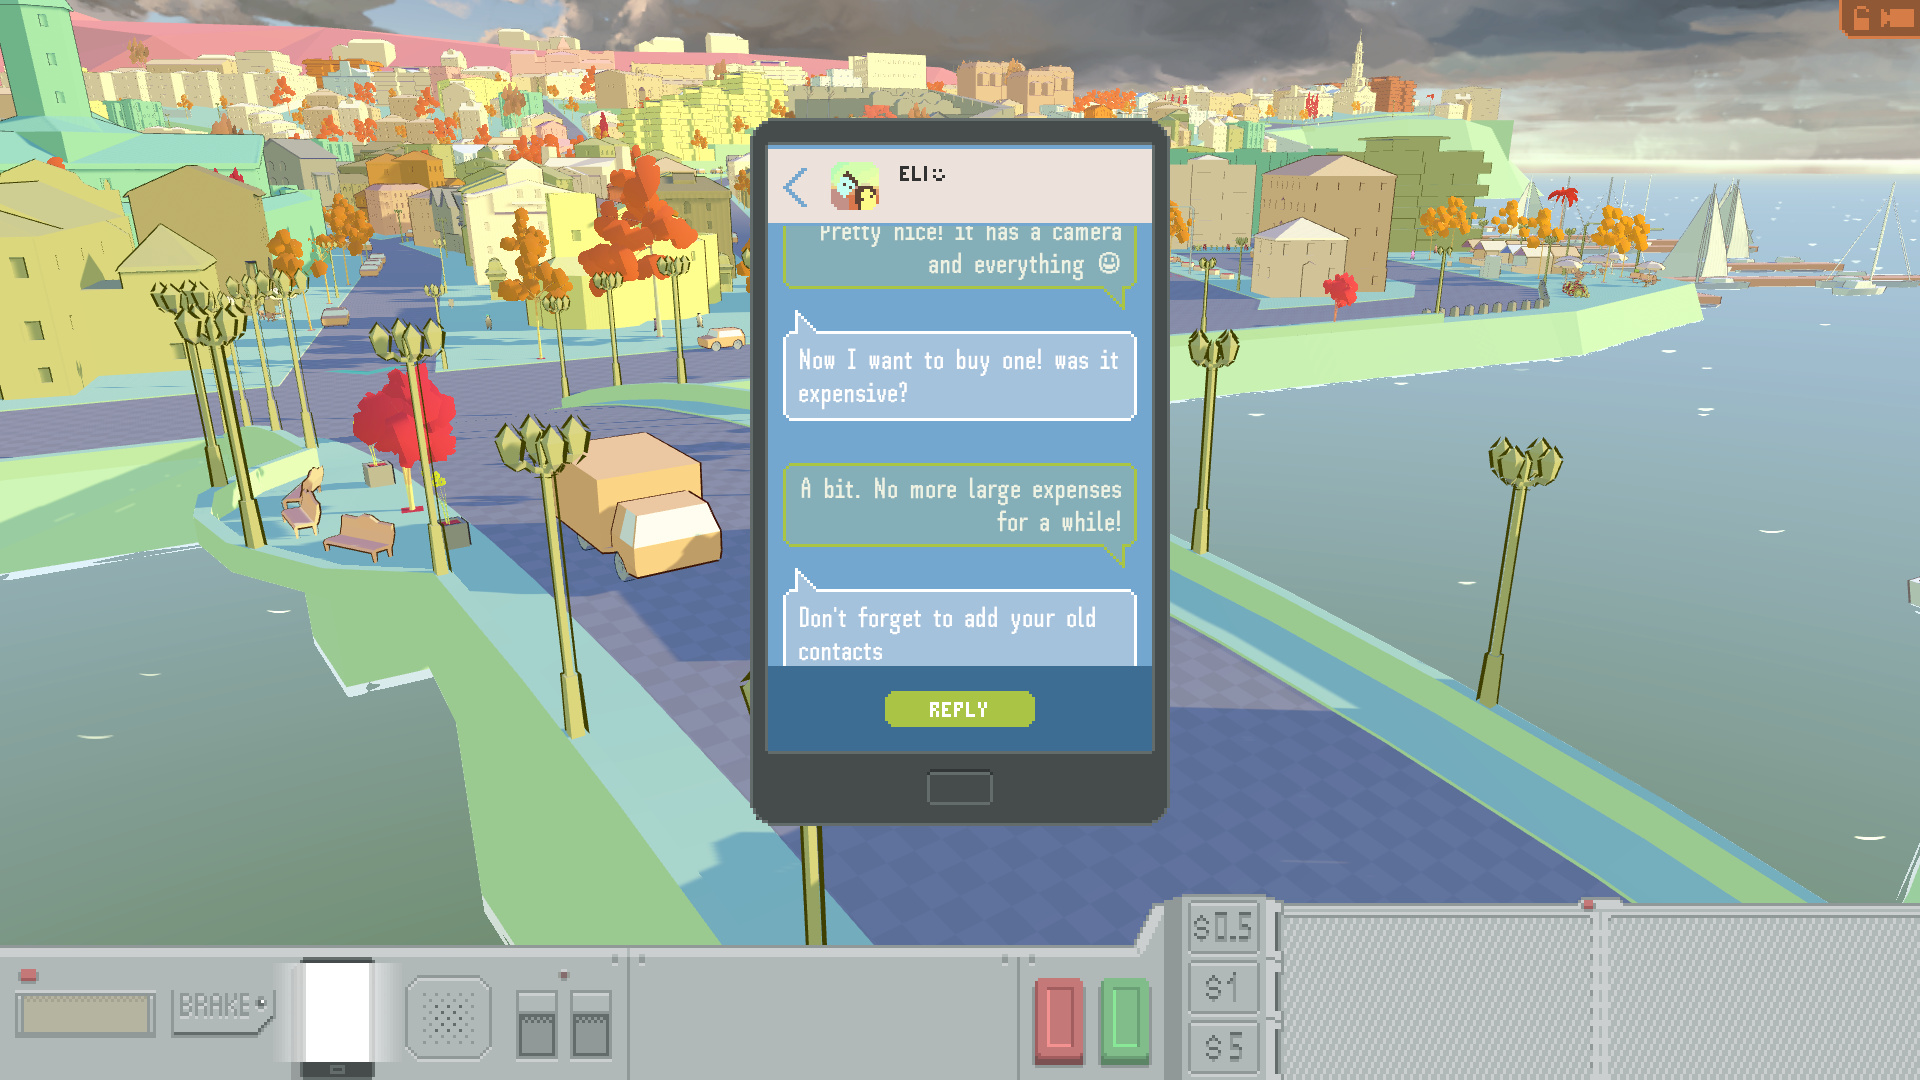 ELI
Pretty nice! it has a camera
and everything ☺
Now I want to buy one! was it
expensive?
A bit. No more large expenses
for a while!
Don't forget to add your old
contacts
REPLY
BRAKE
$0.5
$1
$5